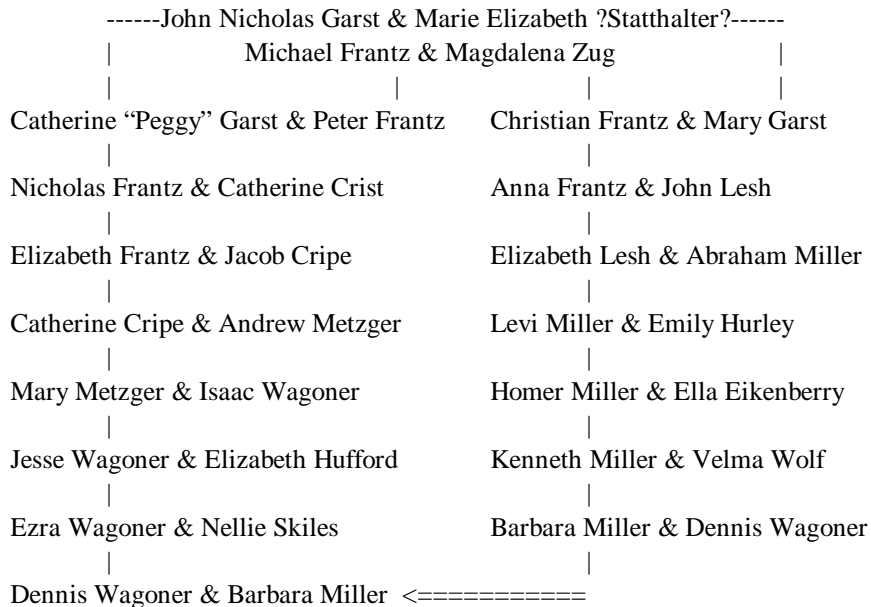 ------John Nicholas Garst & Marie Elizabeth ?Statthalter?------
| Michael Frantz & Magdalena Zug |
| | | |
Catherine “Peggy” Garst & Peter Frantz Christian Frantz & Mary Garst
| |
Nicholas Frantz & Catherine Crist Anna Frantz & John Lesh
| |
Elizabeth Frantz & Jacob Cripe Elizabeth Lesh & Abraham Miller
| |
Catherine Cripe & Andrew Metzger Levi Miller & Emily Hurley
| |
Mary Metzger & Isaac Wagoner Homer Miller & Ella Eikenberry
| |
Jesse Wagoner & Elizabeth Hufford Kenneth Miller & Velma Wolf
| |
Ezra Wagoner & Nellie Skiles Barbara Miller & Dennis Wagoner
| |
Dennis Wagoner & Barbara Miller <===========